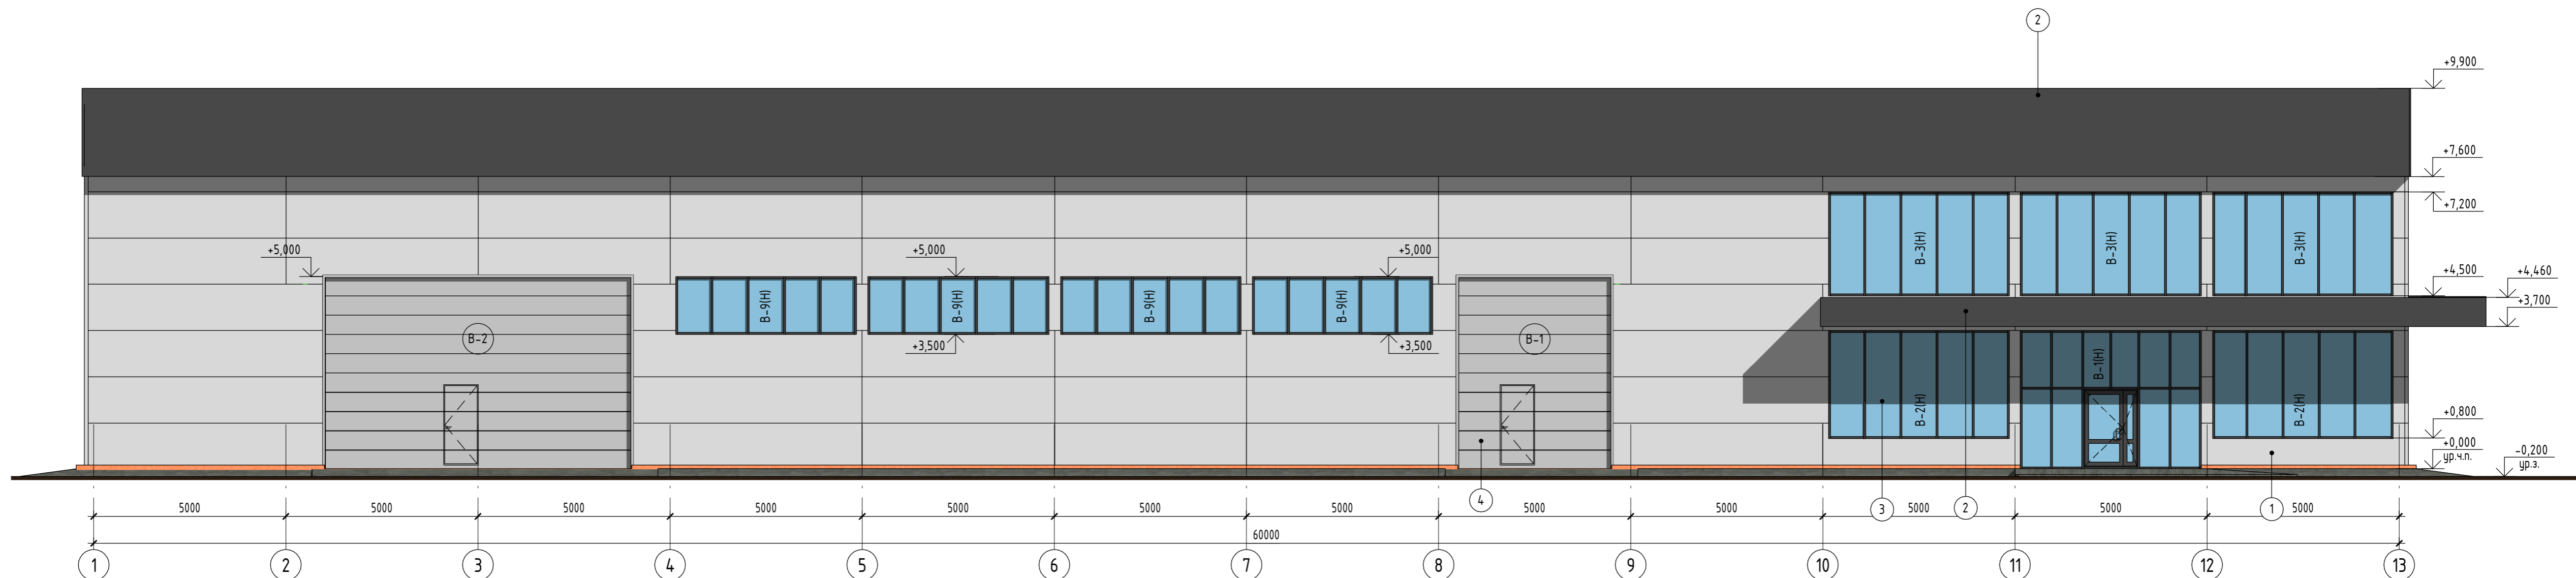 2
+9,900
+7,600
+7,200
+5,000
+5,000
+5,000
В-3(Н)
В-3(Н)
В-3(Н)
+4,500
+4,460
+3,700
В-9(Н)
В-9(Н)
В-9(Н)
В-9(Н)
В-2
В-1
+3,500
+3,500
В-1(Н)
В-2(Н)
В-2(Н)
+0,800
+0,000
ур.ч.п.
-0,200
ур.з.
4
3
2
1
5000 5000 5000 5000 5000 5000 5000 5000 5000 5000 5000 5000
60000
1 2 3 4 5 6 7 8 9 10 11 12 13